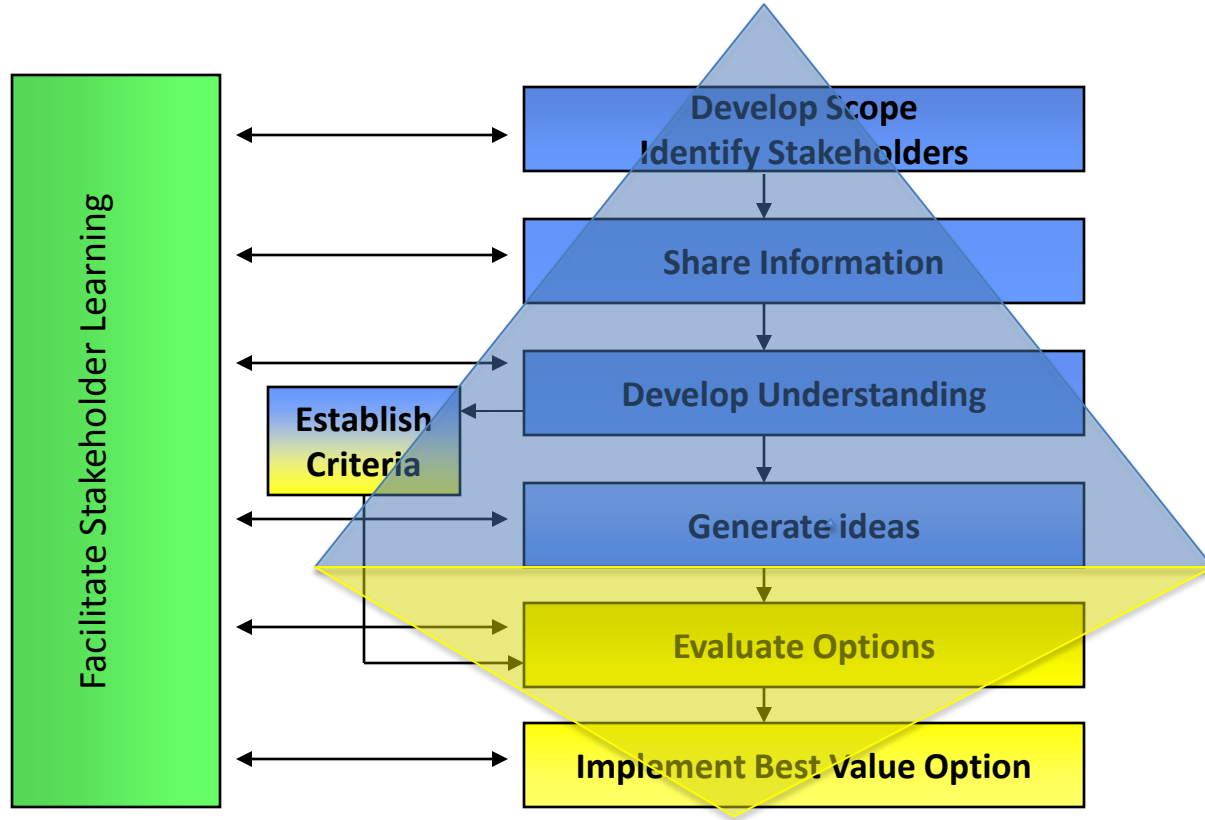 Facilitate Stakeholder Learning
Develop Scope
Identify Stakeholders
Share Information
Develop Understanding
Establish
Criteria
Generate ideas
Evaluate Options
Implement Best Value Option